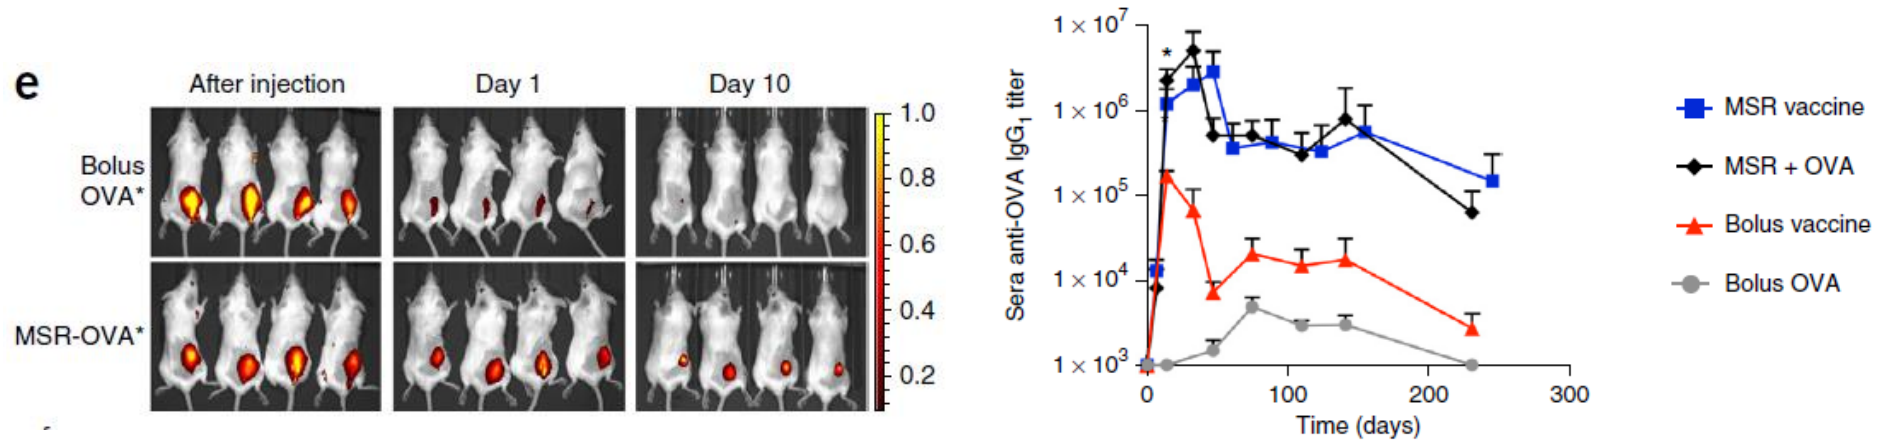 e
After injection
Day 1
Day 10
Bolus
OVA*
MSR-OVA*
1.0
0.8
0.6
0.4
0.2
Sera anti-OVA IgG₁ titer
1 × 10⁷
1 × 10⁶
1 × 10⁵
1 × 10⁴
1 × 10³
*
0
100
200
300
Time (days)
MSR vaccine
MSR + OVA
Bolus vaccine
Bolus OVA